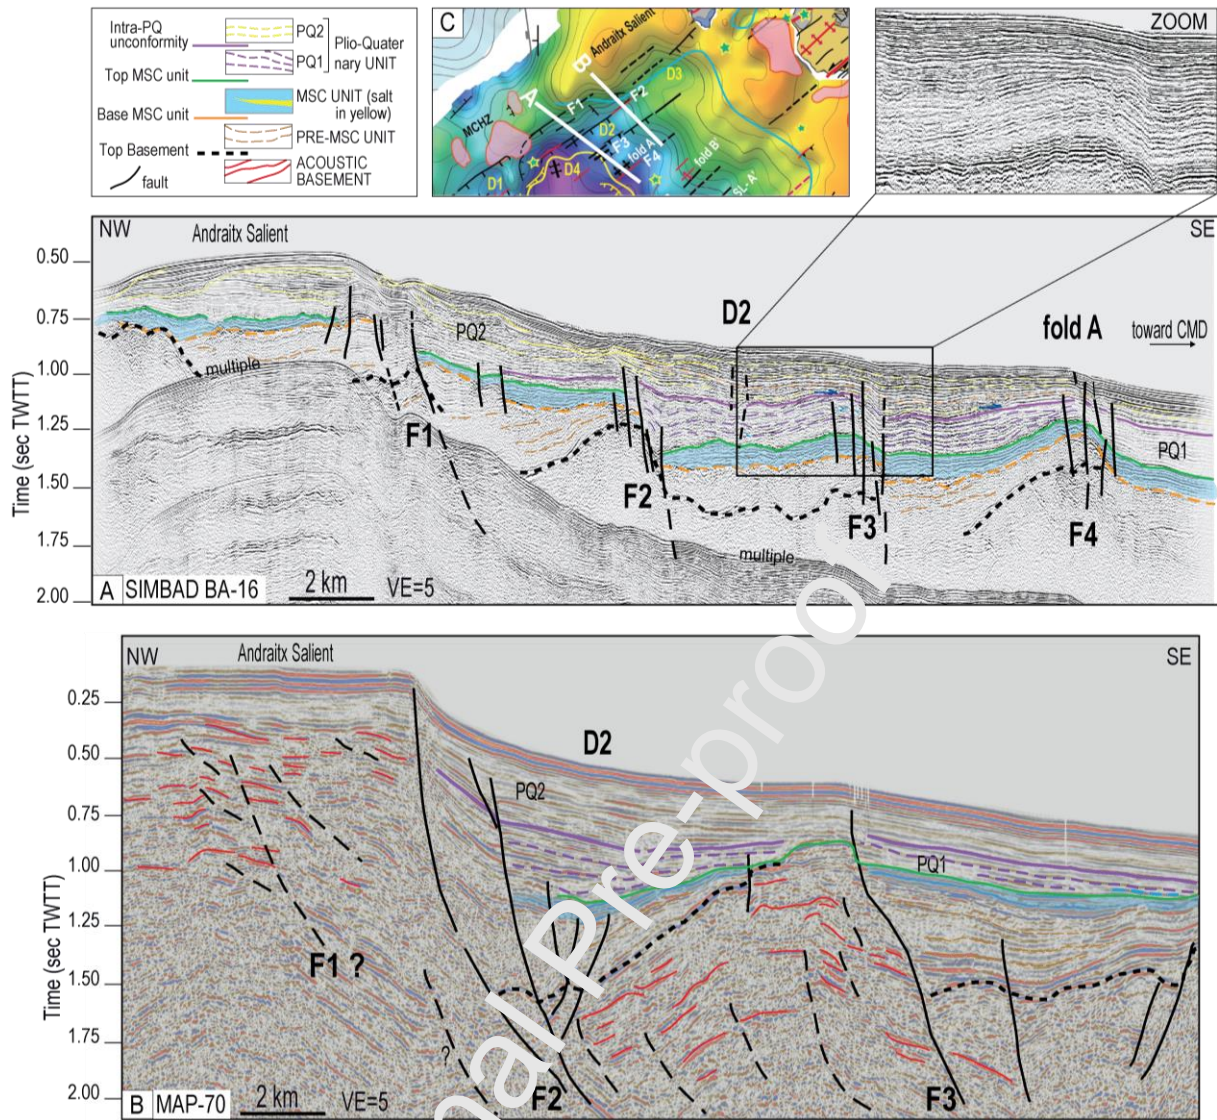 Intra-PQ
unconformity
PQ2
PQ1
Plio-Quater
nary UNIT
Top MSC unit
Base MSC unit
MSC UNIT (salt
in yellow)
PRE-MSC UNIT
Top Basement
ACOUSTIC
BASEMENT
fault
C
Andraitx Salient
B
D3
A
F1
F2
MCHZ
D2
F3
fold A
F4
fold B
D4
D1
SL-A'
ZOOM
NW
Andraitx Salient
SE
0.50
D2
fold A
toward CMD
0.75
PQ2
1.00
multiple
1.25
F1
PQ1
1.50
F2
F3
F4
1.75
multiple
2.00
Time (sec TWTT)
A SIMBAD BA-16
2 km
VE=5
NW
Andraitx Salient
SE
0.25
D2
0.50
PQ2
0.75
1.00
PQ1
1.25
F1 ?
1.50
?
1.75
2.00
F2
F3
Time (sec TWTT)
B MAP-70
2 km
VE=5
nal Pre-proof